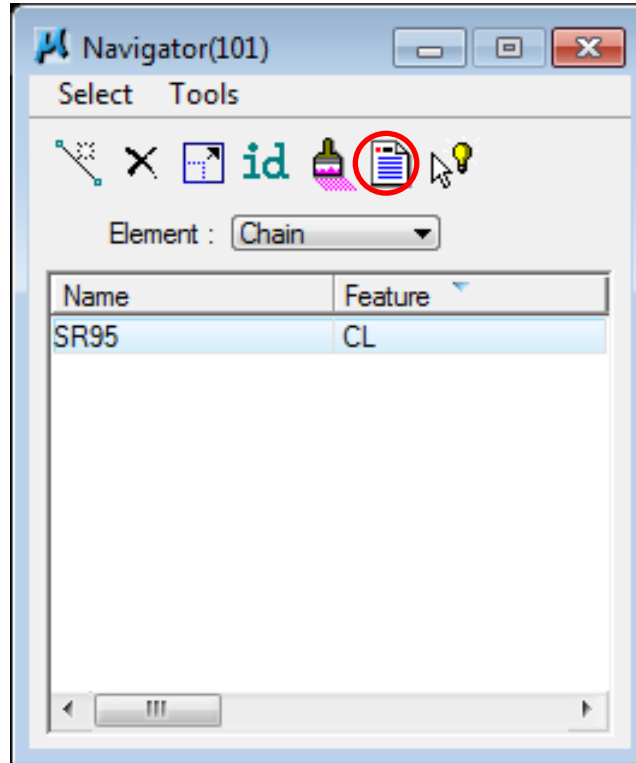 Navigator(101)
Select Tools
id
Element : Chain
Name Feature
SR95 CL